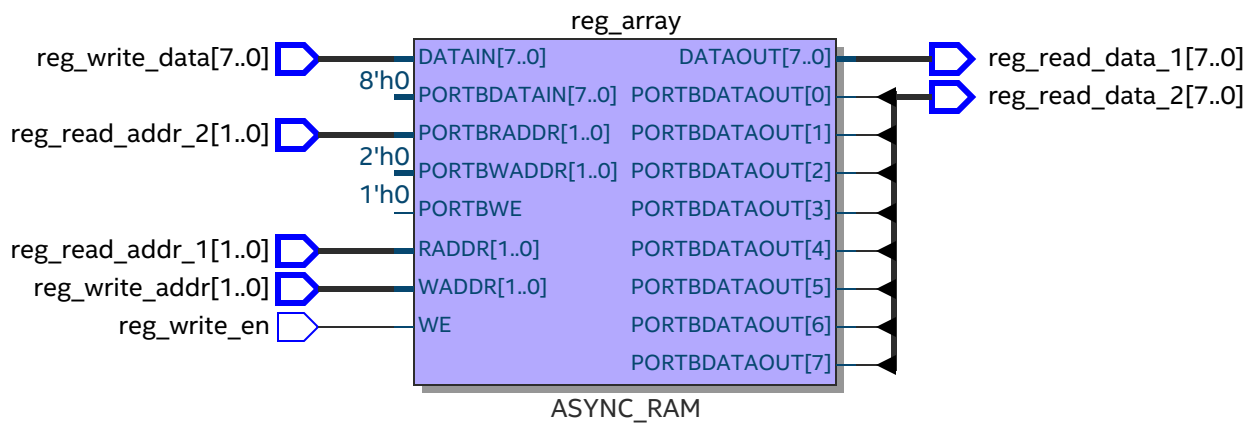 reg_array
reg_write_data[7..0] DATAIN[7..0] DATAOUT[7..0] reg_read_data_1[7..0]
8'h0 PORTBDATAIN[7..0] PORTBDATAOUT[0] reg_read_data_2[7..0]
reg_read_addr_2[1..0] PORTBRADDR[1..0] PORTBDATAOUT[1]
2'h0 PORTBWADDR[1..0] PORTBDATAOUT[2]
1'h0 PORTBWE PORTBDATAOUT[3]
reg_read_addr_1[1..0] RADDR[1..0] PORTBDATAOUT[4]
reg_write_addr[1..0] WADDR[1..0] PORTBDATAOUT[5]
reg_write_en WE PORTBDATAOUT[6]
PORTBDATAOUT[7]
ASYNC_RAM